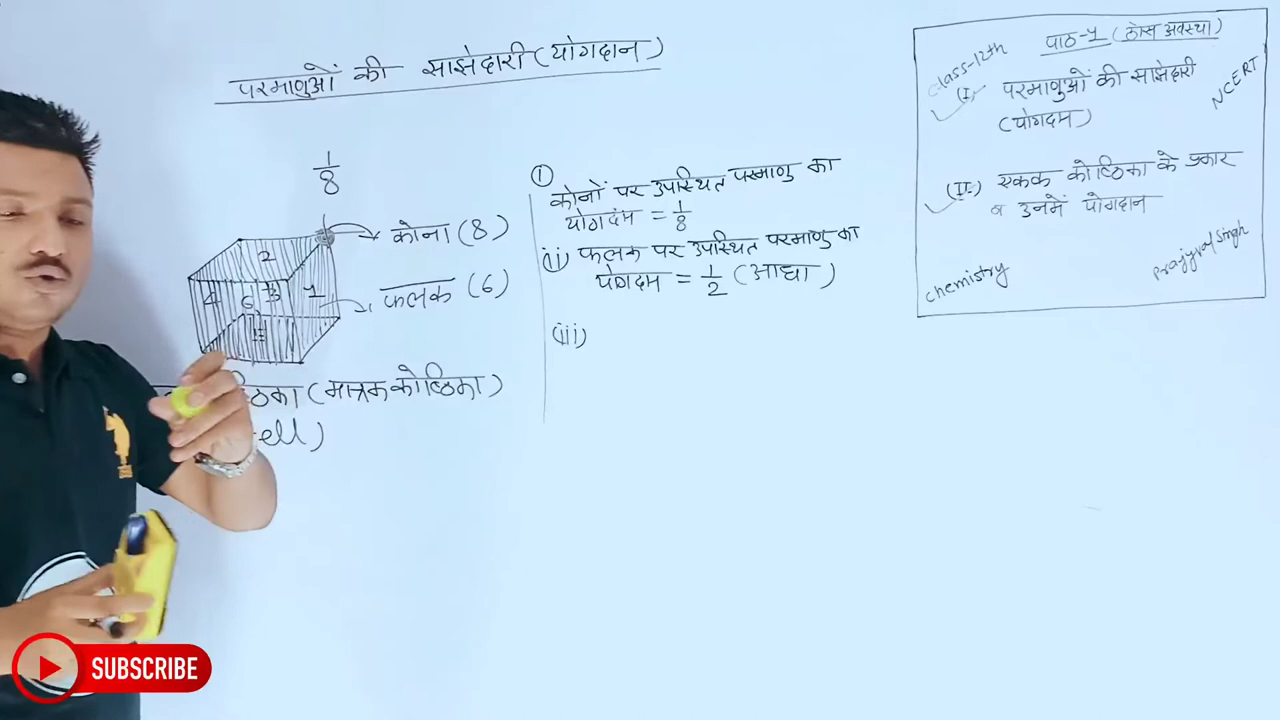 परमाणुओं की साझेदारी (योगदान)
1/8
कोना (8)
फलक (6)
2
4
6
3
1
ठिका (मात्रक कोष्ठिका)
ell)
①
कोनों पर उपस्थित परमाणु का
योगदान = 1/8
(ii) फलक पर उपस्थित परमाणु का
योगदान = 1/2 (आधा)
(iii)
पाठ-1 (ठोस अवस्था)
Class-12th
NCERT
(I) परमाणुओं की साझेदारी
(योगदान)
(II) एकक कोष्ठिका के प्रकार
व उनमें योगदान
Chemistry
Singh
SUBSCRIBE